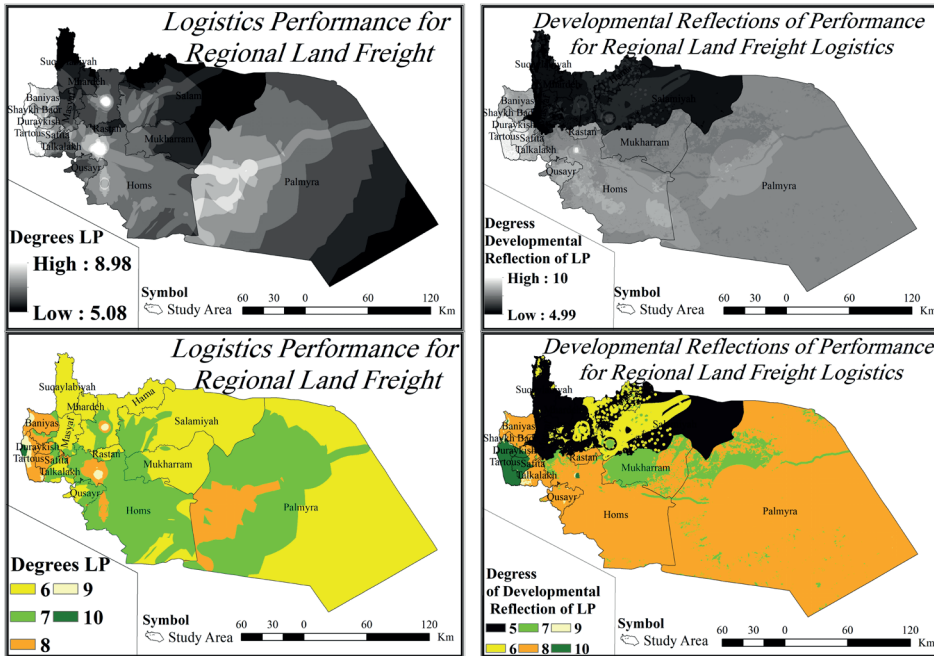 Logistics Performance for
Regional Land Freight
Suqaylabiyah
Mhardeh
Baniyas
Salamiyah
Shaykh Badr
Duraykish
Rastan
Tartous
Safita
Mukharram
Talkalakh
Qusayr
Homs
Palmyra
Degrees LP
High : 8.98
Low : 5.08
Symbol
Study Area
60 30 0 60 120
Km
Developmental Reflections of Performance
for Regional Land Freight Logistics
Suqaylabiyah
Baniyas
Salamiyah
Shaykh Badr
Duraykish
Rastan
Tartous
Safita
Mukharram
Talkalakh
Qusayr
Homs
Palmyra
Degree
Developmental
Reflection of LP
High : 10
Low : 4.99
Symbol
Study Area
60 30 0 60 120
Km
Logistics Performance for
Regional Land Freight
Suqaylabiyah
Hama
Mhardeh
Baniyas
Masyaf
Salamiyah
Shaykh Badr
Duraykish
Tartous
Safita
Rastan
Talkalakh
Mukharram
Qusayr
Homs
Palmyra
Degrees LP
6 9
7 10
8
Symbol
Study Area
60 30 0 60 120
Km
Developmental Reflections of Performance
for Regional Land Freight Logistics
Suqaylabiyah
Baniyas
Shaykh Badr
Duraykish
Rastan
Tartous
Safita
Mukharram
Talkalakh
Qusayr
Homs
Palmyra
Degree
of Developmental
Reflection of LP
5 7 9
6 8 10
Symbol
Study Area
60 30 0 60 120
Km